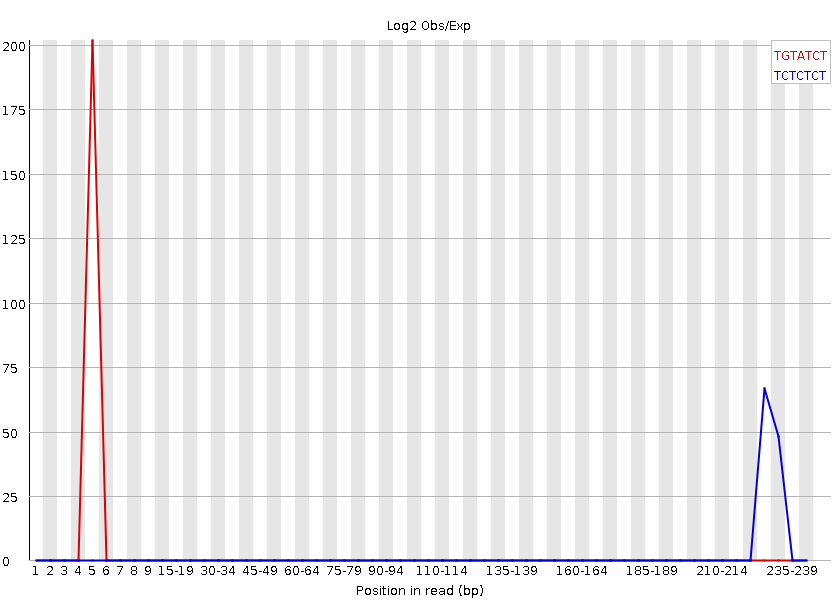 Log2 Obs/Exp
TGTATCT
TCTCTCT
200
175
150
125
100
75
50
25
0
1 2 3 4 5 6 7 8 9 15-19 30-34 45-49 60-64 75-79 90-94 110-114 135-139 160-164 185-189 210-214 235-239
Position in read (bp)